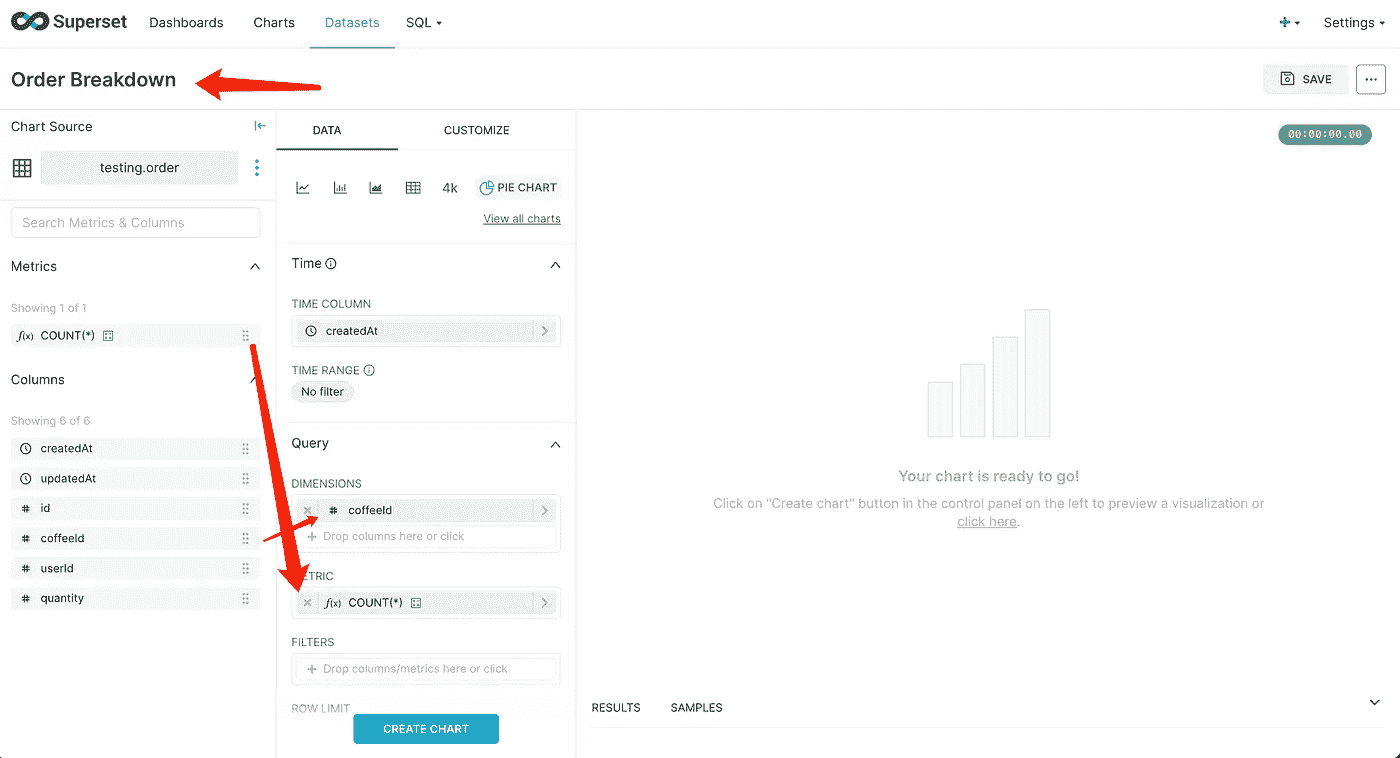 Superset Dashboards Charts Datasets SQL Settings
Order Breakdown
SAVE
Chart Source
testing.order
Search Metrics & Columns
Metrics
Showing 1 of 1
f(x) COUNT(*)
Columns
Showing 6 of 6
createdAt
updatedAt
# id
# coffeeId
# userId
# quantity
DATA CUSTOMIZE
4k PIE CHART
View all charts
Time
TIME COLUMN
createdAt
TIME RANGE
No filter
Query
DIMENSIONS
# coffeeId
+ Drop columns here or click
TRIC
f(x) COUNT(*)
FILTERS
+ Drop columns/metrics here or click
ROW LIMIT
CREATE CHART
00:00:00.00
Your chart is ready to go!
Click on "Create chart" button in the control panel on the left to preview a visualization or
click here.
RESULTS SAMPLES